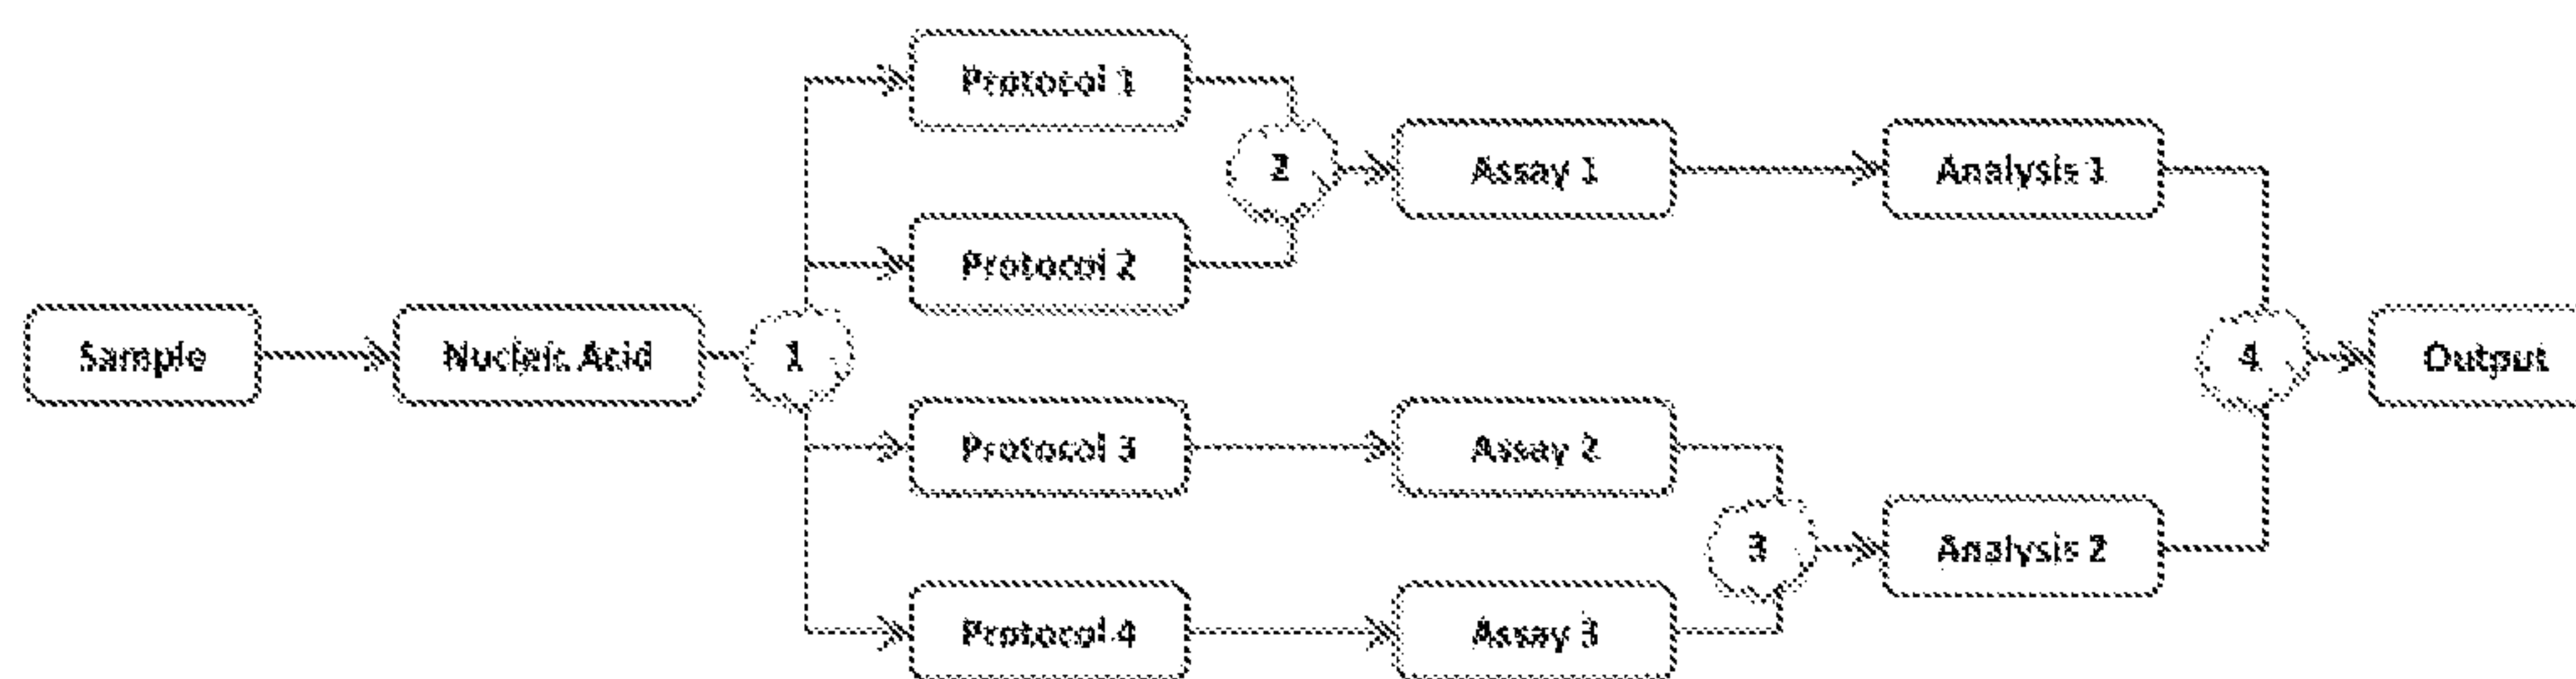 Protocol 1
2
Assay 1
Analysis 1
Protocol 2
Sample
Nucleic Acid
1
4
Output
Protocol 3
Assay 2
3
Analysis 2
Protocol 4
Assay 3